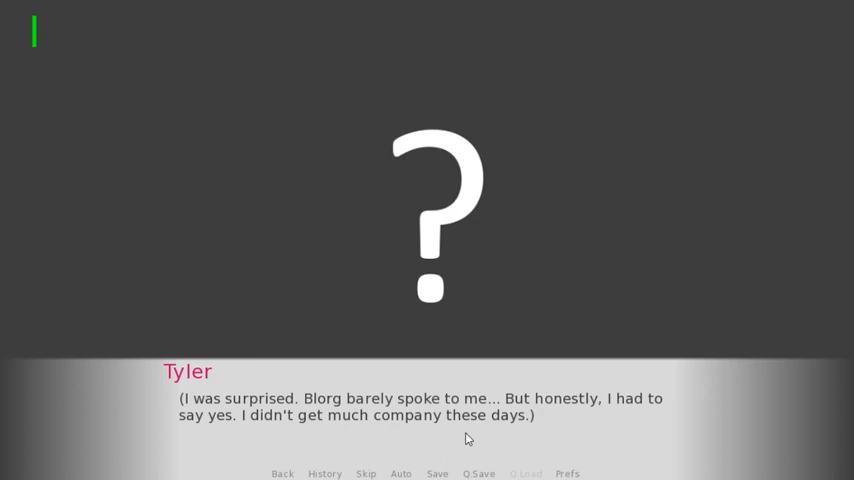 ?
Tyler
(I was surprised. Blorg barely spoke to me... But honestly, I had to
say yes. I didn't get much company these days.)
Back History Skip Auto Save Q.Save Q.Load Prefs